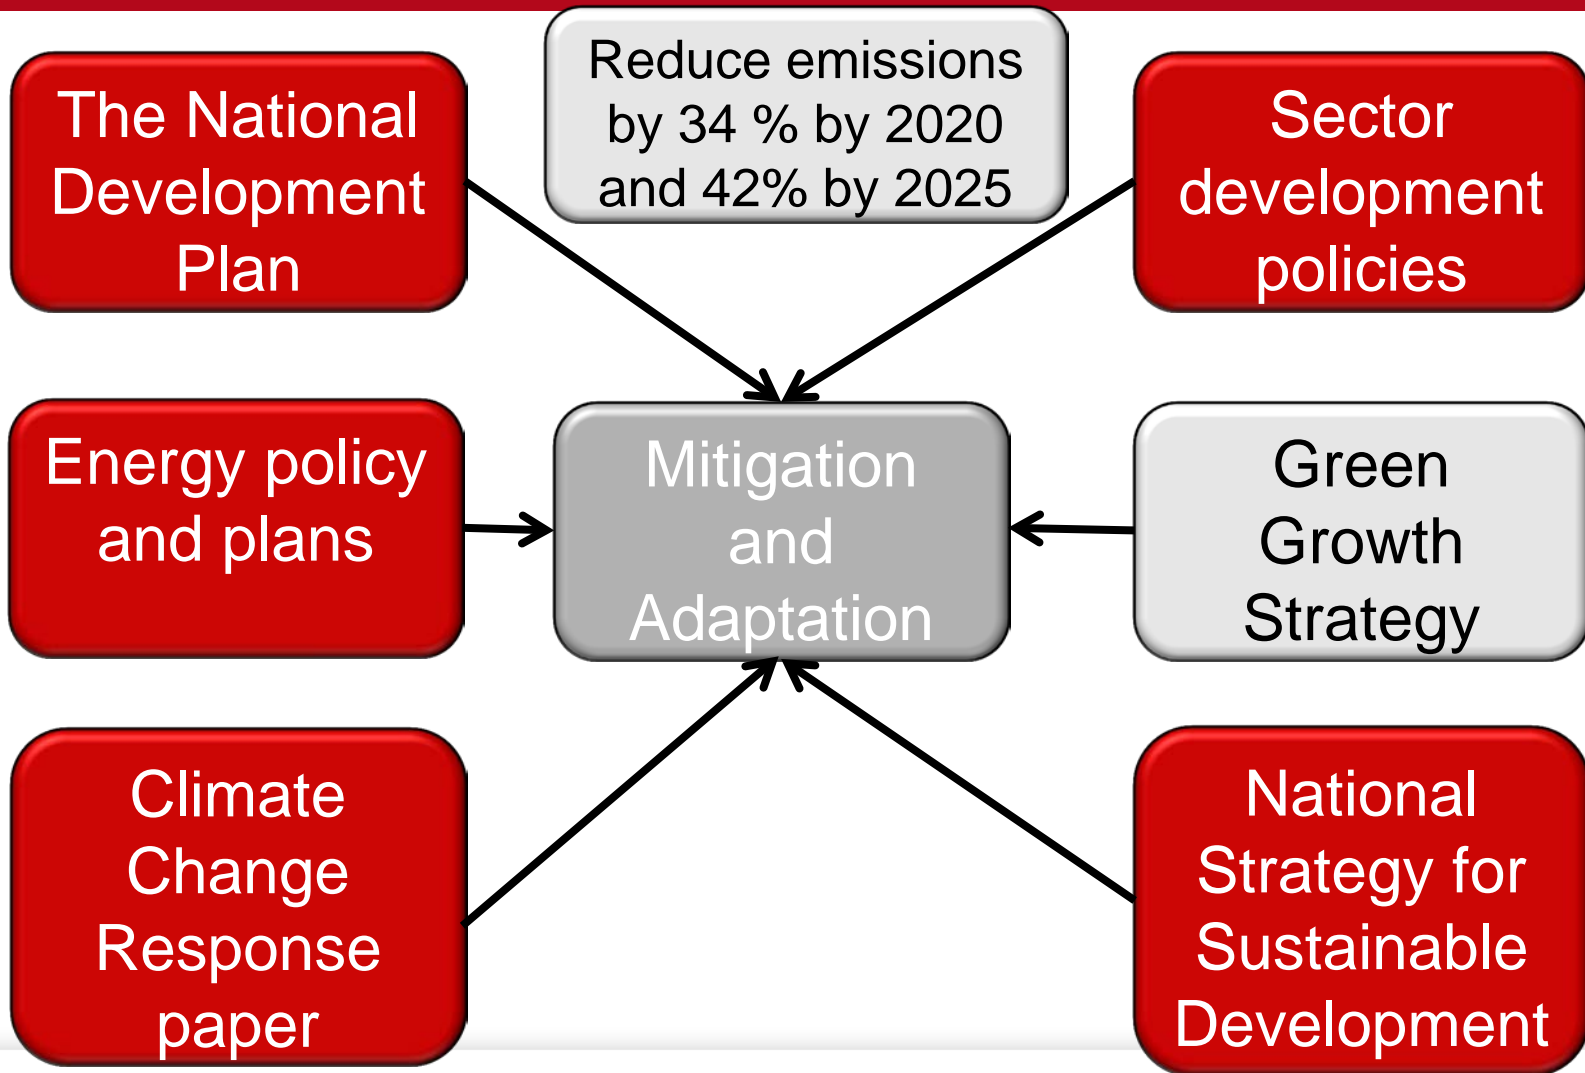 The National
Development
Plan
Reduce emissions
by 34 % by 2020
and 42% by 2025
Sector
development
policies
Energy policy
and plans
Mitigation
and
Adaptation
Green
Growth
Strategy
Climate
Change
Response
paper
National
Strategy for
Sustainable
Development